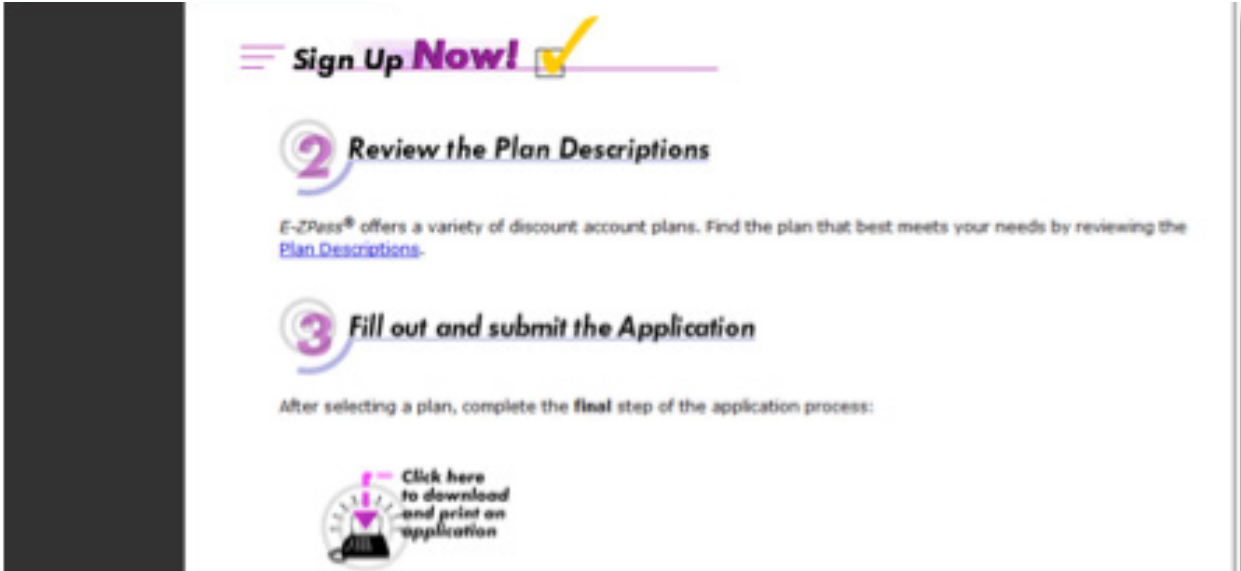 Sign Up Now!
2 Review the Plan Descriptions
E-ZPass® offers a variety of discount account plans. Find the plan that best meets your needs by reviewing the
Plan Descriptions.
3 Fill out and submit the Application
After selecting a plan, complete the final step of the application process:
Click here
to download
and print an
application